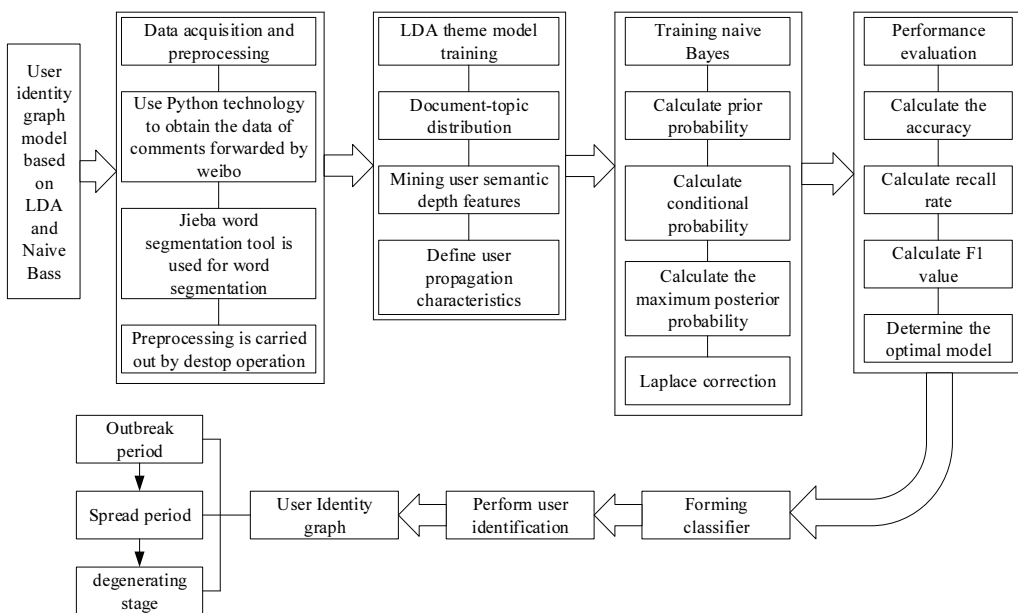 User
identity
graph
model
based
on
LDA
and
Naive
Bass
Data acquisition and
preprocessing
Use Python technology
to obtain the data of
comments forwarded by
weibo
Jieba word
segmentation tool is
used for word
segmentation
Preprocessing is carried
out by destop operation
LDA theme model
training
Document-topic
distribution
Mining user semantic
depth features
Define user
propagation
characteristics
Training naive
Bayes
Calculate prior
probability
Calculate
conditional
probability
Calculate the
maximum posterior
probability
Laplace correction
Performance
evaluation
Calculate the
accuracy
Calculate recall
rate
Calculate F1
value
Determine the
optimal model
Forming
classifier
Perform user
identification
User Identity
graph
Outbreak
period
Spread period
degenerating
stage